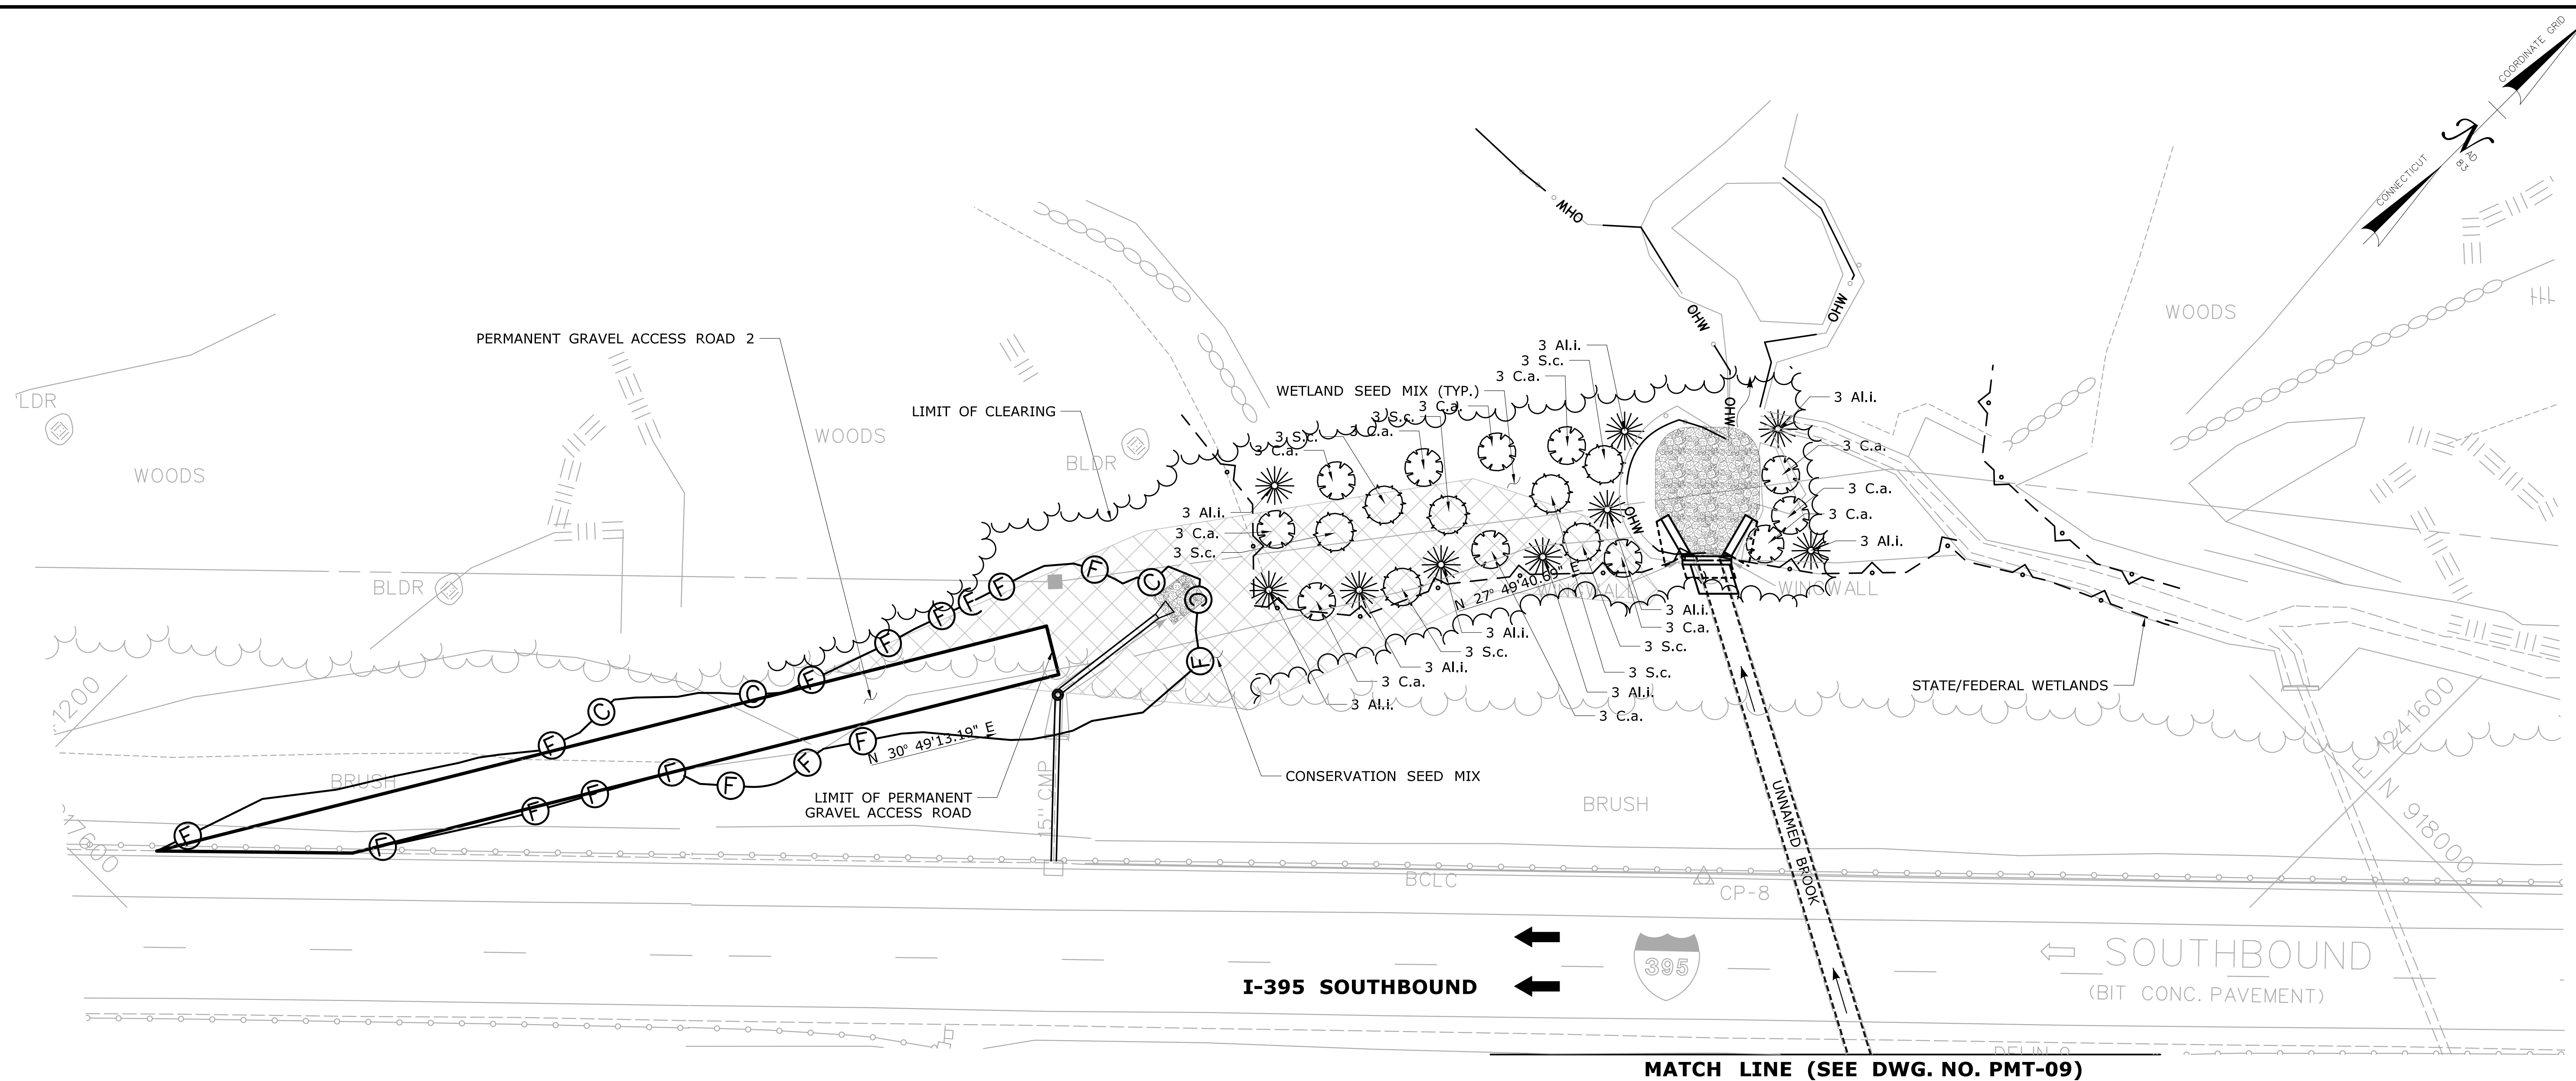 COORDINATE GRID
N
AD
83
CONNECTICUT
OHW
OHW
OHW
WOODS
PERMANENT GRAVEL ACCESS ROAD 2
3 Al.i.
3 S.c.
3 C.a.
WETLAND SEED MIX (TYP.)
3 Al.i.
'LDR
LIMIT OF CLEARING
3 C.a.
3 S.c.
OHW
WOODS
3 S.c.
3 C.a.
3 C.a.
3 C.a.
BLDR
WOODS
3 C.a.
3 Al.i.
3 C.a.
OHW
3 C.a.
3 Al.i.
3 S.c.
BLDR
N 27° 49'40.69" E
WINGWALL
WINGWALL
F
F
C
C
F
F
F
3 Al.i.
3 C.a.
3 Al.i.
3 S.c.
3 S.c.
F
F
3 Al.i.
3 S.c.
3 C.a.
3 Al.i.
STATE/FEDERAL WETLANDS
F
C
C
3 Al.i.
3 C.a.
1200
E 1241600
F
F
N 30° 49'13.19" E
F
F
F
BRUSH
CONSERVATION SEED MIX
15" CMP
LIMIT OF PERMANENT
GRAVEL ACCESS ROAD
BRUSH
UNNAMED BROOK
F
F
F
F
77600
N 918000
BCLC
CP-8
395
SOUTHBOUND
I-395 SOUTHBOUND
(BIT CONC. PAVEMENT)
MATCH LINE (SEE DWG. NO. PMT-09)